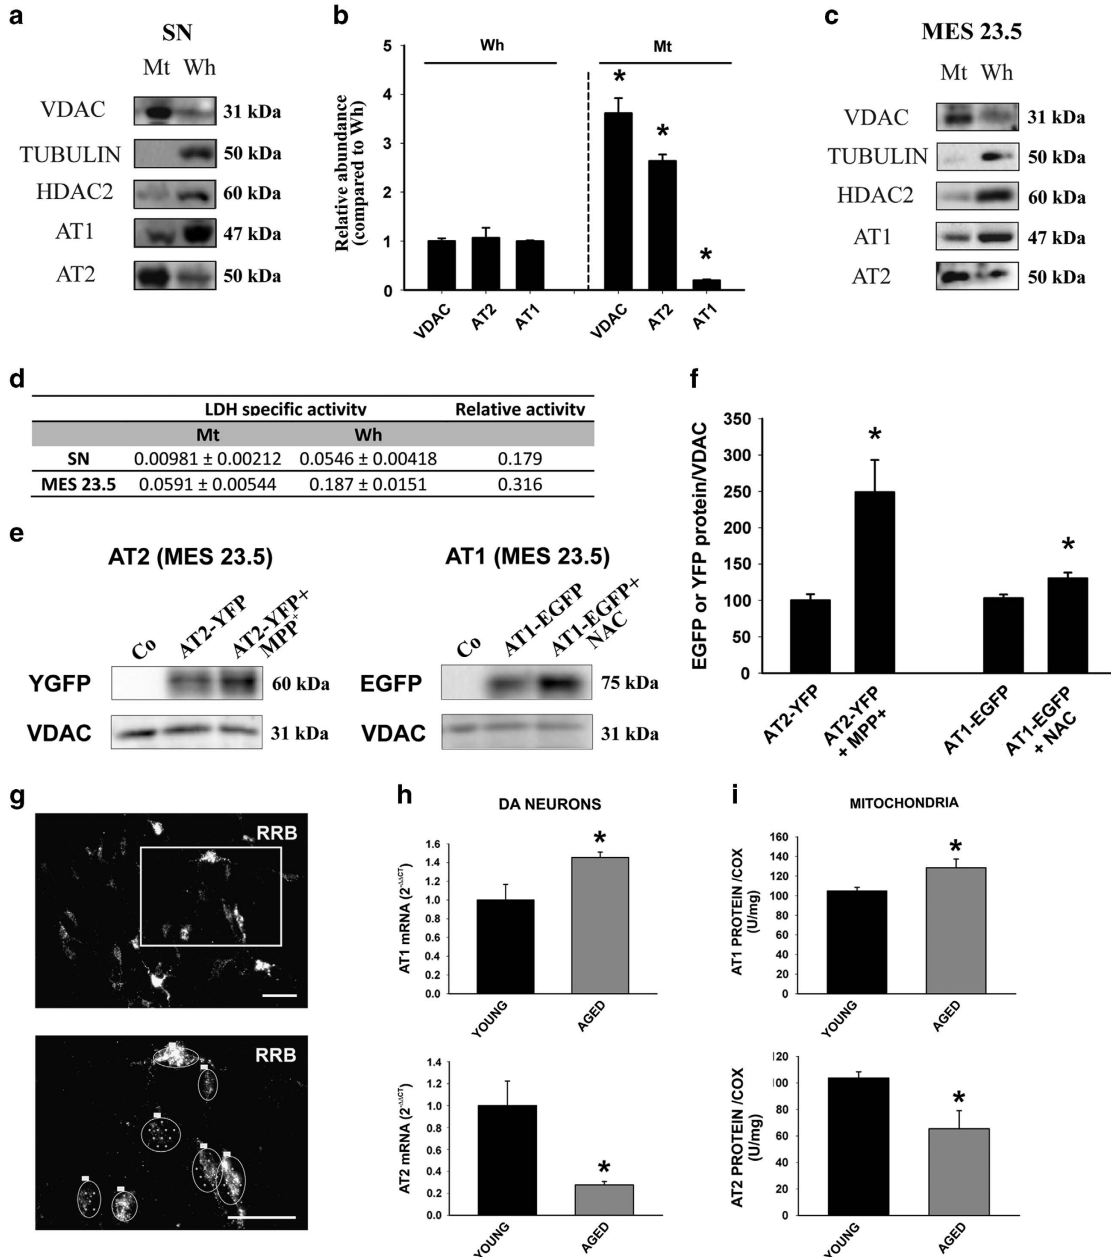 a
SN
Mt Wh
VDAC 31 kDa
TUBULIN 50 kDa
HDAC2 60 kDa
AT1 47 kDa
AT2 50 kDa
b
Wh Mt
Relative abundance
(compared to Wh)
5
4
3
2
1
0
* * *
VDAC AT2 AT1 VDAC AT2 AT1
c
MES 23.5
Mt Wh
VDAC 31 kDa
TUBULIN 50 kDa
HDAC2 60 kDa
AT1 47 kDa
AT2 50 kDa
d
LDH specific activity Relative activity
Mt Wh
SN 0.00981 ± 0.00212 0.0546 ± 0.00418 0.179
MES 23.5 0.0591 ± 0.00544 0.187 ± 0.0151 0.316
e
AT2 (MES 23.5)
Co AT2-YFP AT2-YFP+
MPP+
YGFP 60 kDa
VDAC 31 kDa
AT1 (MES 23.5)
Co AT1-EGFP AT1-EGFP+
NAC
EGFP 75 kDa
VDAC 31 kDa
f
EGFP or YFP protein/VDAC
350
300
250
200
150
100
50
0
* *
AT2-YFP AT2-YFP
+ MPP+ AT1-EGFP AT1-EGFP
+ NAC
g
RRB
RRB
h
DA NEURONS
AT1 mRNA (2-ΔΔCT)
1.6
1.4
1.2
1.0
0.8
0.6
0.4
0.2
0.0
*
YOUNG AGED
AT2 mRNA (2-ΔΔCT)
1.4
1.2
1.0
0.8
0.6
0.4
0.2
0.0
*
YOUNG AGED
i
MITOCHONDRIA
AT1 PROTEIN /COX
(U/mg)
160
140
120
100
80
60
40
20
0
*
YOUNG AGED
AT2 PROTEIN /COX
(U/mg)
120
100
80
60
40
20
0
*
YOUNG AGED